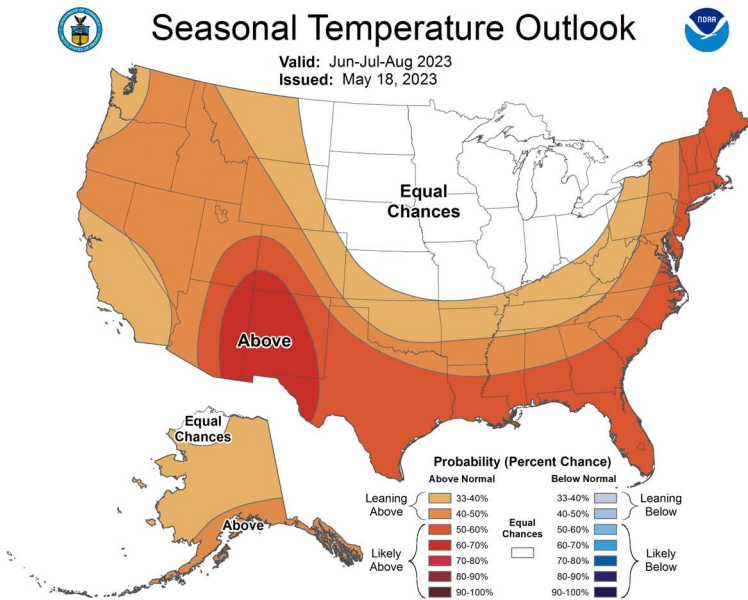 Seasonal Temperature Outlook
NOAA
Valid: Jun-Jul-Aug 2023
Issued: May 18, 2023
Equal
Chances
Above
Equal
Chances
Above
Probability (Percent Chance)
Above Normal
Below Normal
Leaning
Above
33-40%
40-50%
50-60%
60-70%
70-80%
80-90%
90-100%
Likely
Above
Equal
Chances
33-40%
40-50%
50-60%
60-70%
70-80%
80-90%
90-100%
Leaning
Below
Likely
Below